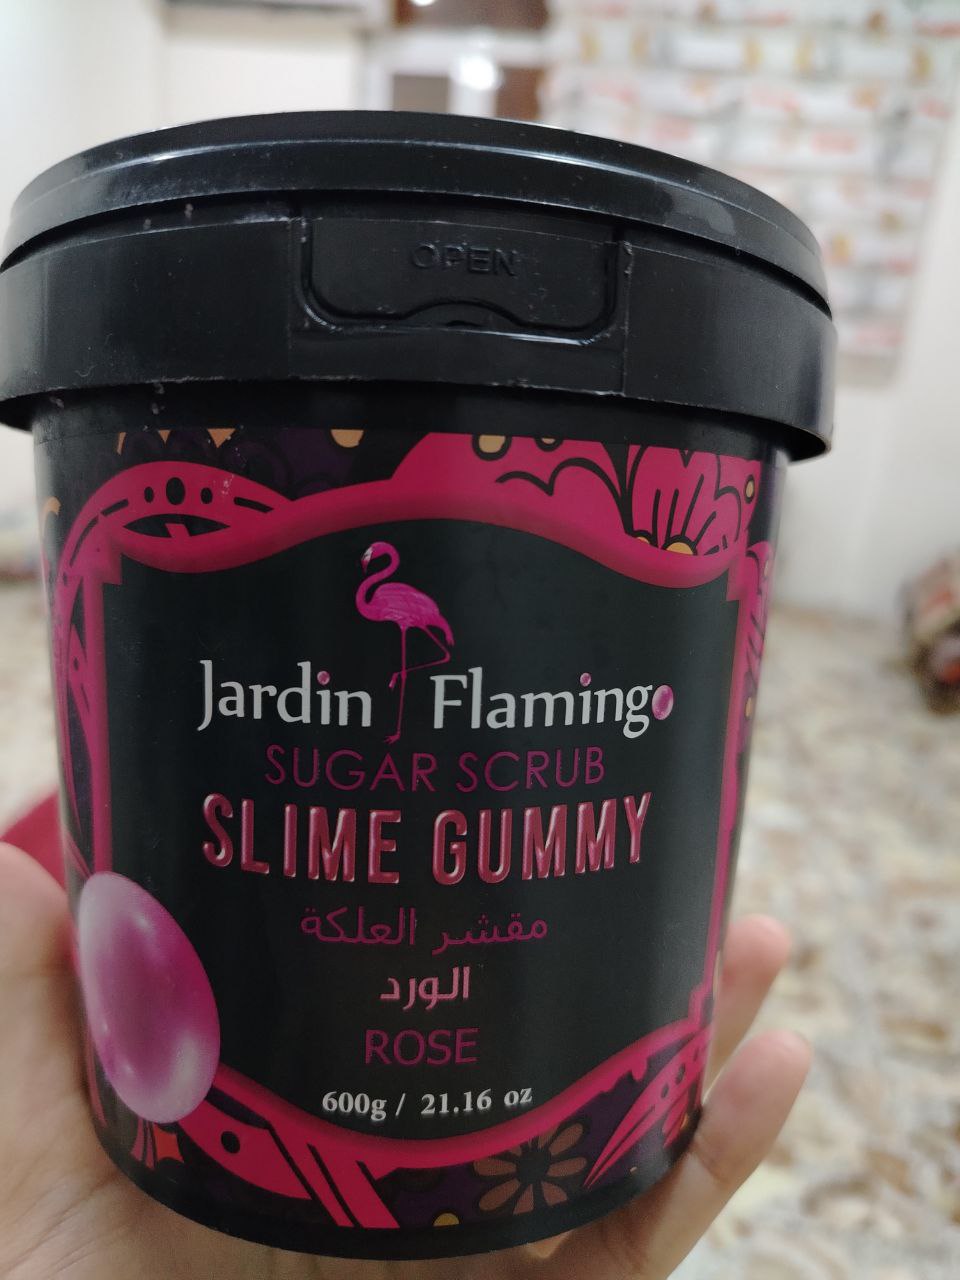 OPEN
Jardin Flamingo
SUGAR SCRUB
SLIME GUMMY
مقشر العلكة
الورد
ROSE
600g / 21.16 oz